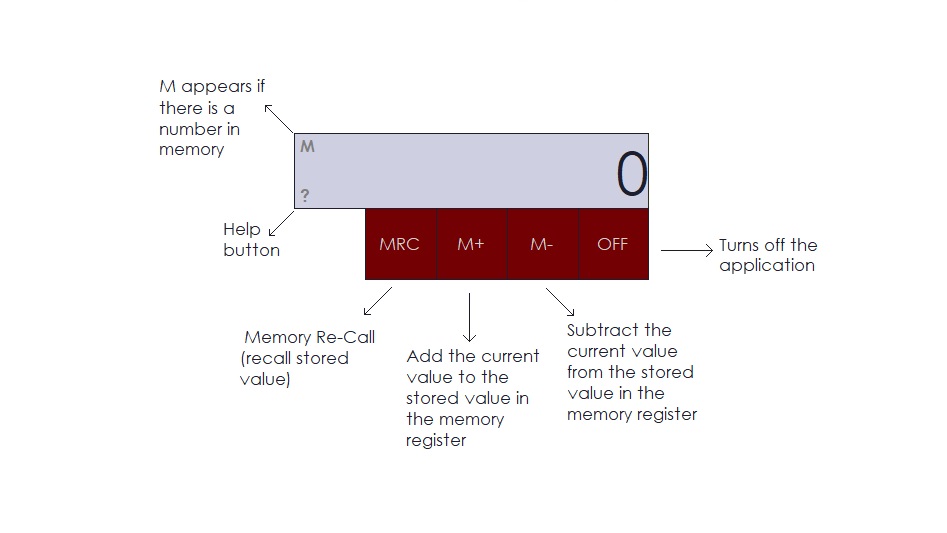 M appears if
there is a
number in
memory
M
?
0
Help
button
MRC
M+
M-
OFF
Turns off the
application
Memory Re-Call
(recall stored
value)
Add the current
value to the
stored value in
the memory
register
Subtract the
current value
from the stored
value in the
memory register